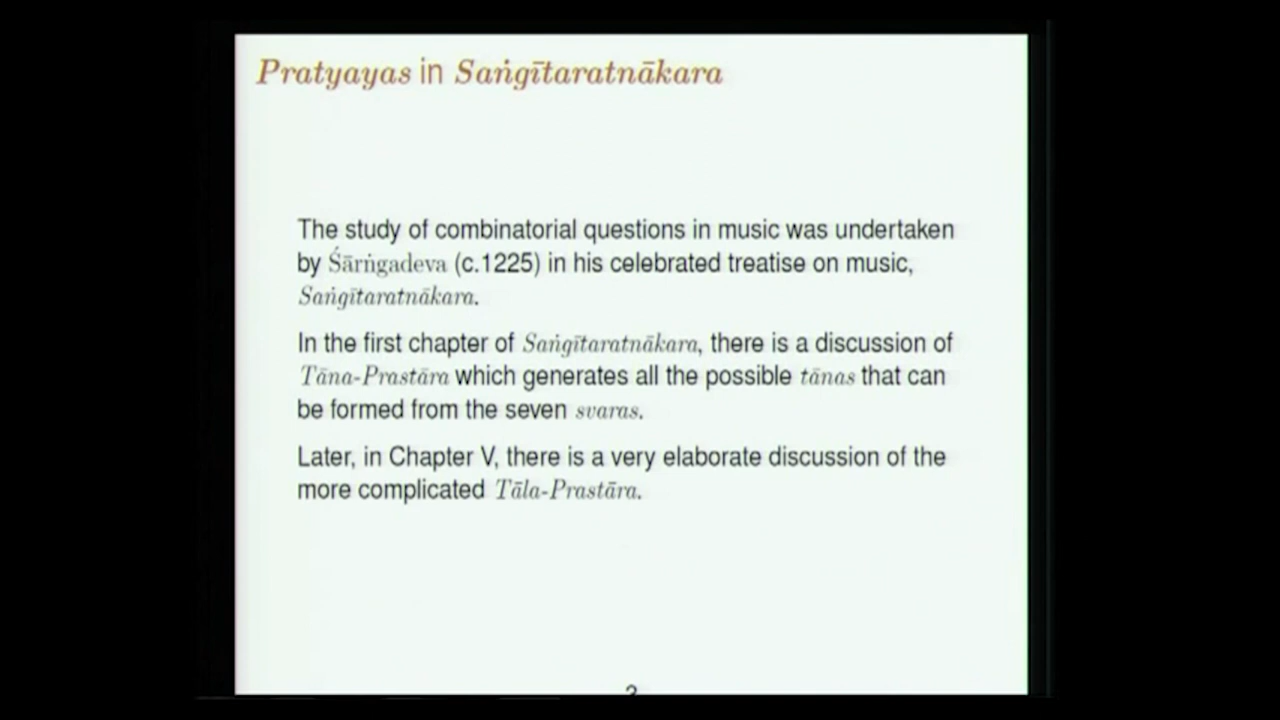 Pratyayas in Saṅgītaratnākara
The study of combinatorial questions in music was undertaken
by Śārṅgadeva (c.1225) in his celebrated treatise on music,
Saṅgītaratnākara.
In the first chapter of Saṅgītaratnākara, there is a discussion of
Tāna-Prastāra which generates all the possible tānas that can
be formed from the seven svaras.
Later, in Chapter V, there is a very elaborate discussion of the
more complicated Tāla-Prastāra.